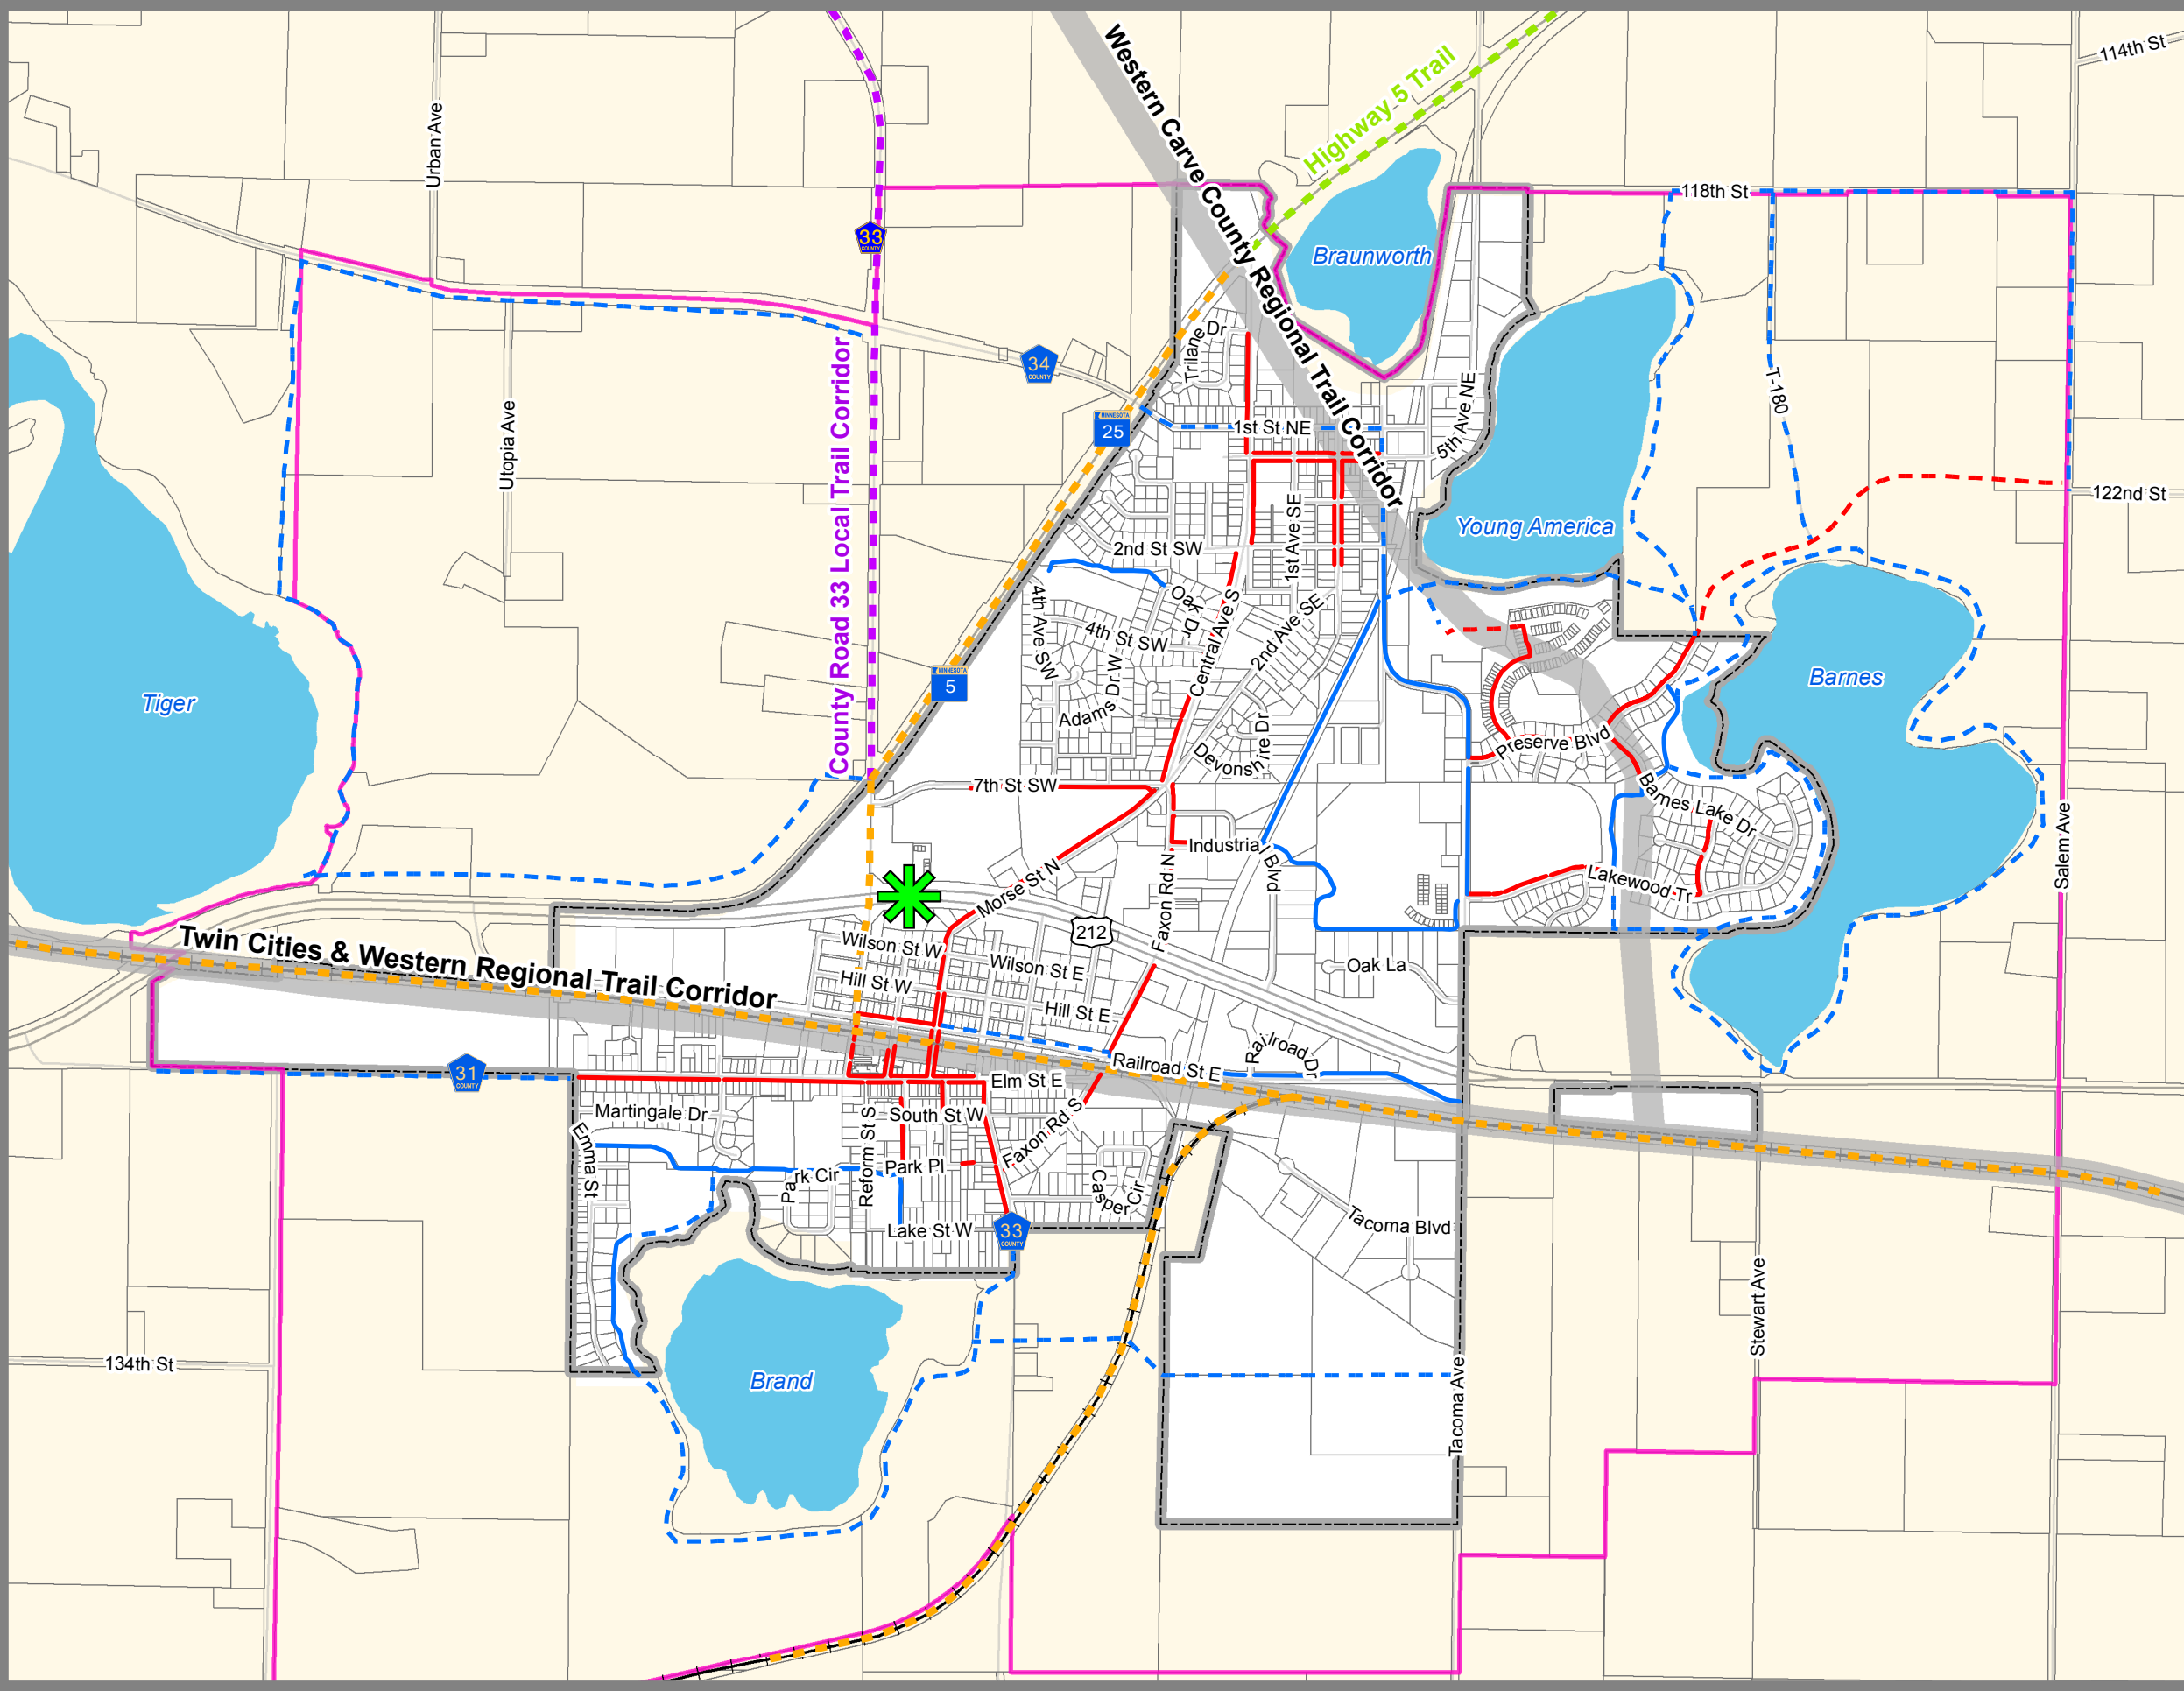 114th St
Western Carve County Regional Trail Corridor
Highway 5 Trail
Urban Ave
118th St
33
COUNTY
Braunworth
Trilane Dr
34
COUNTY
MINNESOTA
25
1st St NE
5th Ave NE
T-180
Utopia Ave
County Road 33 Local Trail Corridor
122nd St
Young America
1st Ave SE
2nd St SW
Oak Dr
4th Ave SW
4th St SW
Central Ave S
2nd Ave SE
MINNESOTA
5
Tiger
Adams Dr W
Barnes
Devonshire Dr
Preserve Blvd
7th St SW
Barnes Lake Dr
Industrial Blvd
Salem Ave
Morse St N
Faxon Rd N
Lakewood Tr
212
Twin Cities & Western Regional Trail Corridor
Wilson St W
Wilson St E
Oak La
Hill St W
Hill St E
Railroad Dr
Railroad St E
31
COUNTY
Elm St E
Martingale Dr
South St W
Reform St S
Faxon Rd S
Emma St
Park Pl
Park Cir
Casper Cir
Lake St W
33
COUNTY
Tacoma Blvd
Stewart Ave
134th St
Brand
Tacoma Ave